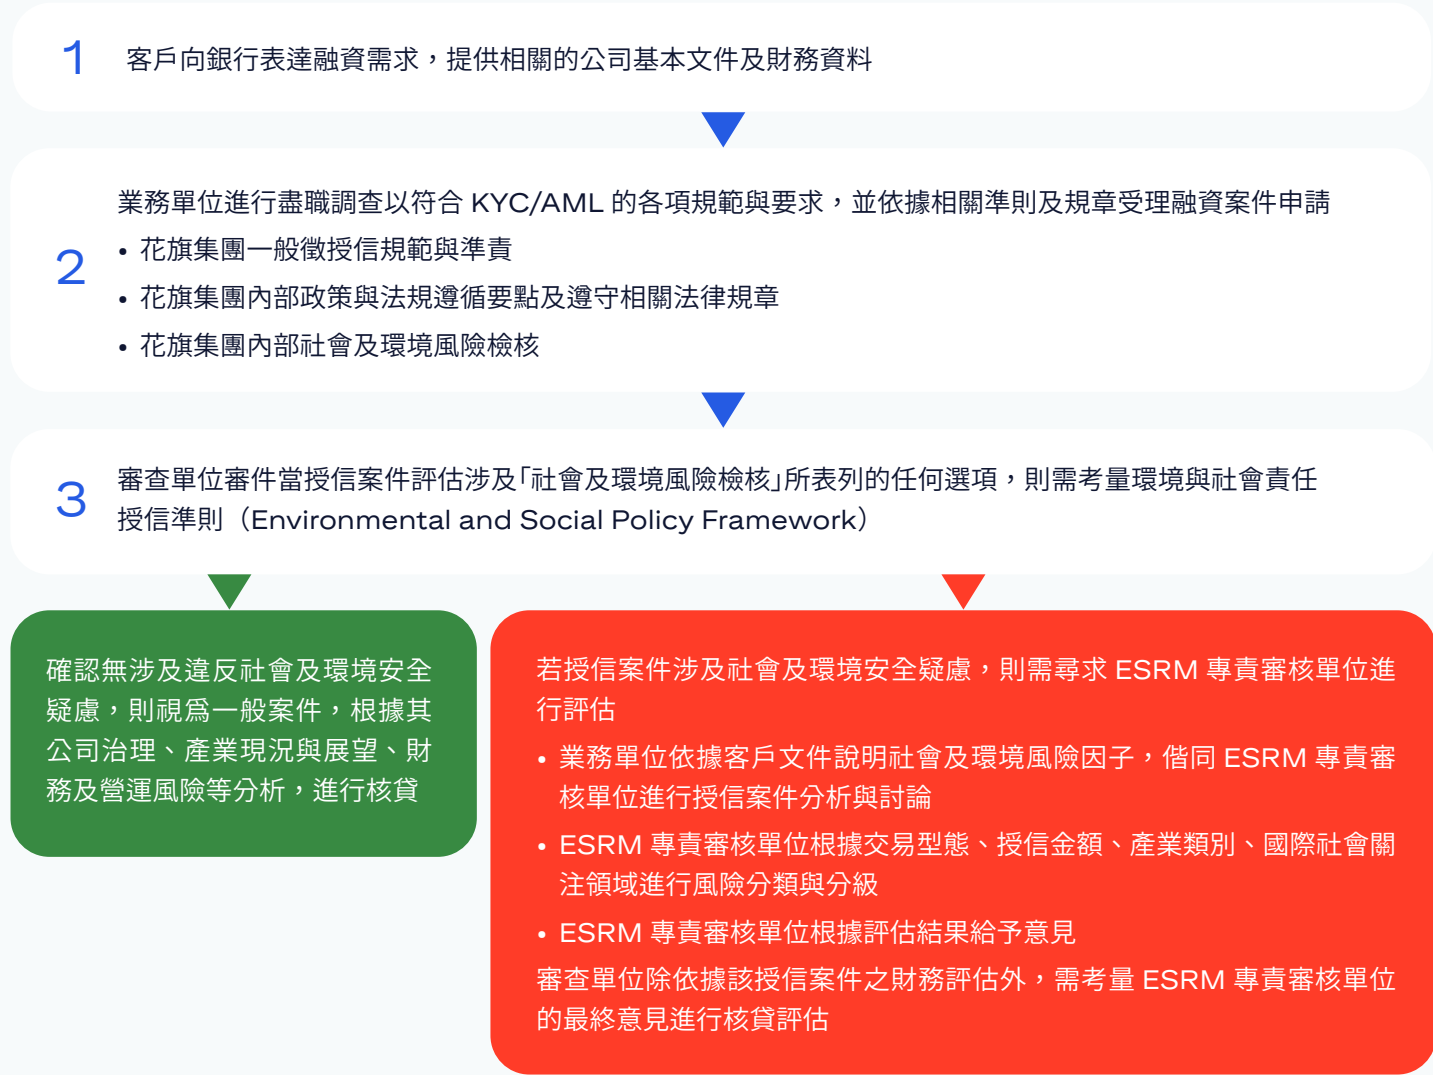 1
客戶向銀行表達融資需求，提供相關的公司基本文件及財務資料
2
業務單位進行盡職調查以符合 KYC/AML 的各項規範與要求，並依據相關準則及規章受理融資案件申請
• 花旗集團一般徵授信規範與準責
• 花旗集團內部政策與法規遵循要點及遵守相關法律規章
• 花旗集團內部社會及環境風險檢核
3
審查單位審件當授信案件評估涉及「社會及環境風險檢核」所表列的任何選項，則需考量環境與社會責任
授信準則（Environmental and Social Policy Framework）
確認無涉及違反社會及環境安全
疑慮，則視爲一般案件，根據其
公司治理、產業現況與展望、財
務及營運風險等分析，進行核貸
若授信案件涉及社會及環境安全疑慮，則需尋求 ESRM 專責審核單位進
行評估
• 業務單位依據客戶文件說明社會及環境風險因子，偕同 ESRM 專責審
核單位進行授信案件分析與討論
• ESRM 專責審核單位根據交易型態、授信金額、產業類別、國際社會關
注領域進行風險分類與分級
• ESRM 專責審核單位根據評估結果給予意見
審查單位除依據該授信案件之財務評估外，需考量 ESRM 專責審核單位
的最終意見進行核貸評估